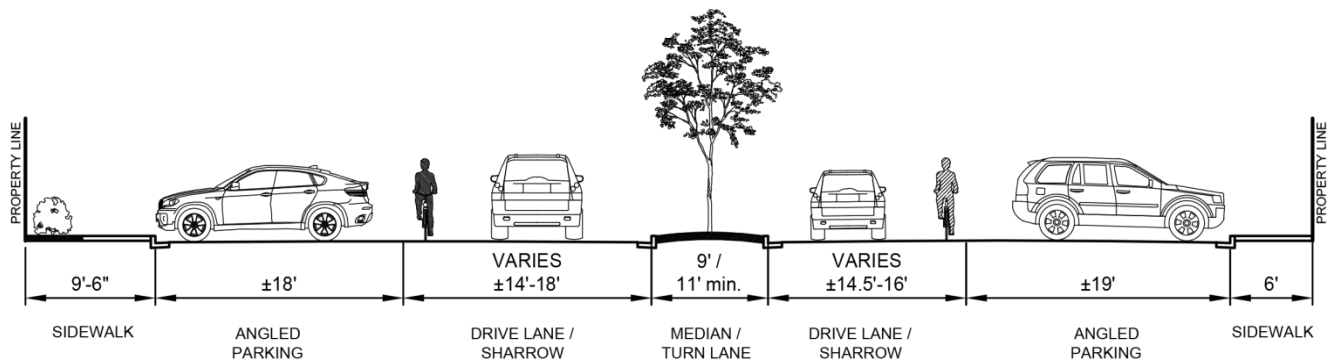 PROPERTY LINE
PROPERTY LINE
9'-6"
±18'
VARIES
±14'-18'
9' /
11' min.
VARIES
±14.5'-16'
±19'
6'
SIDEWALK
ANGLED
PARKING
DRIVE LANE /
SHARROW
MEDIAN /
TURN LANE
DRIVE LANE /
SHARROW
ANGLED
PARKING
SIDEWALK